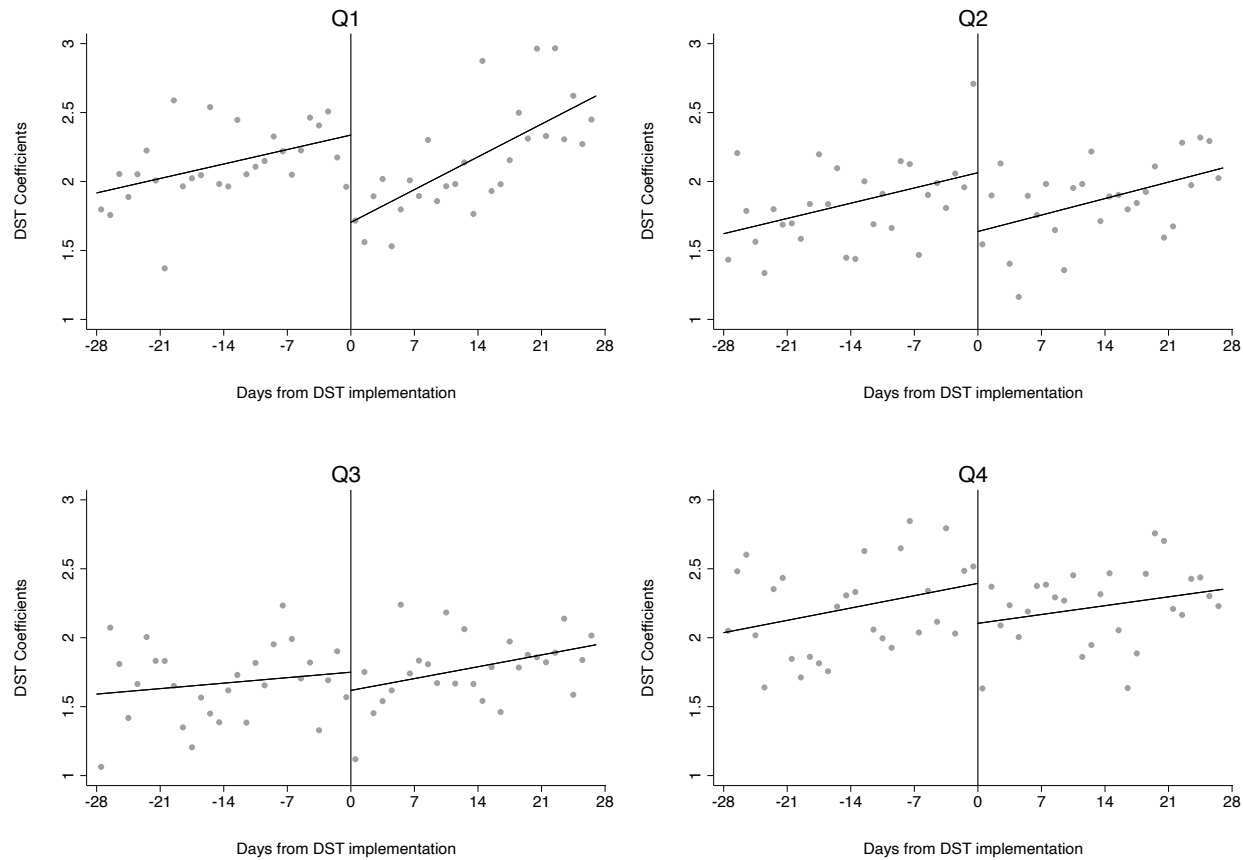 Q1
DST Coefficients
3
2.5
2
1.5
1
-28 -21 -14 -7 0 7 14 21 28
Days from DST implementation
Q2
DST Coefficients
3
2.5
2
1.5
1
-28 -21 -14 -7 0 7 14 21 28
Days from DST implementation
Q3
DST Coefficients
3
2.5
2
1.5
1
-28 -21 -14 -7 0 7 14 21 28
Days from DST implementation
Q4
DST Coefficients
3
2.5
2
1.5
1
-28 -21 -14 -7 0 7 14 21 28
Days from DST implementation